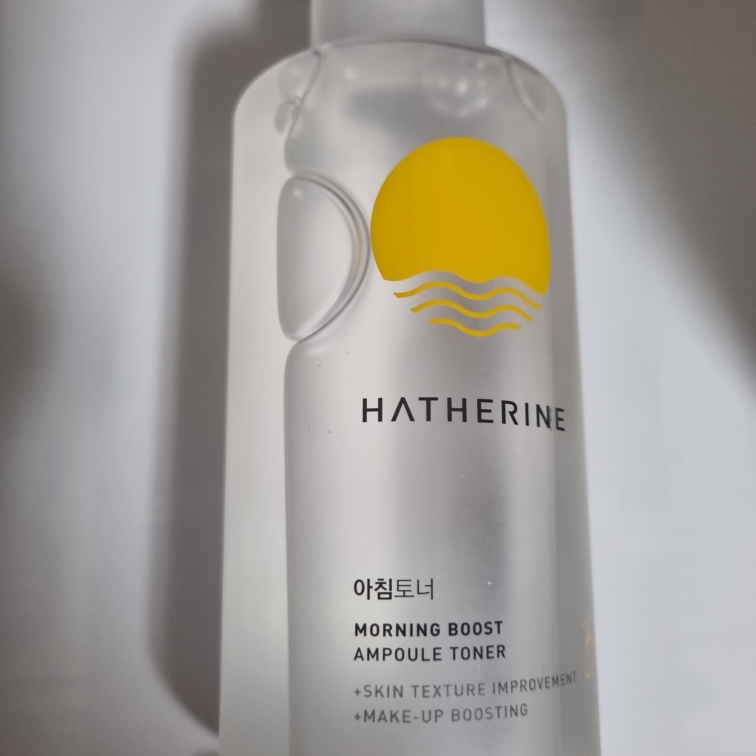 HATHERINE
아침토너
MORNING BOOST
AMPOULE TONER
+SKIN TEXTURE IMPROVEMENT
+MAKE-UP BOOSTING